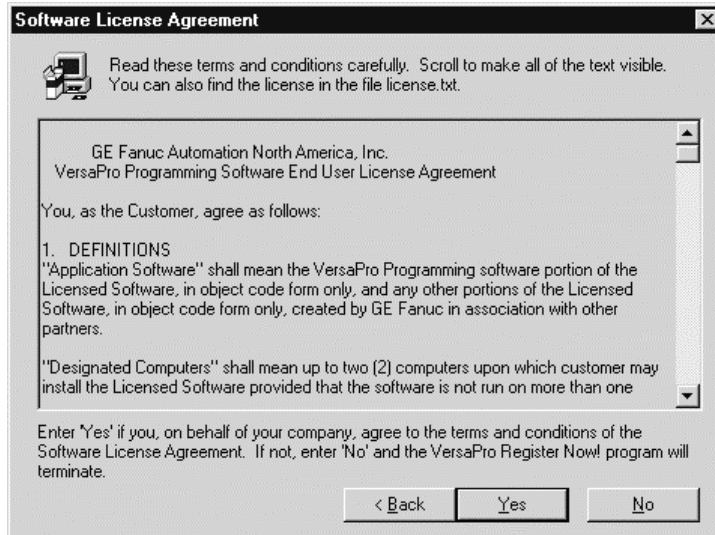 Software License Agreement
Read these terms and conditions carefully. Scroll to make all of the text visible.
You can also find the license in the file license.txt.
GE Fanuc Automation North America, Inc.
VersaPro Programming Software End User License Agreement
You, as the Customer, agree as follows:
1. DEFINITIONS
"Application Software" shall mean the VersaPro Programming software portion of the
Licensed Software, in object code form only, and any other portions of the Licensed
Software, in object code form only, created by GE Fanuc in association with other
partners.
"Designated Computers" shall mean up to two (2) computers upon which customer may
install the Licensed Software provided that the software is not run on more than one
Enter 'Yes' if you, on behalf of your company, agree to the terms and conditions of the
Software License Agreement. If not, enter 'No' and the VersaPro Register Now! program will
terminate.
< Back Yes No